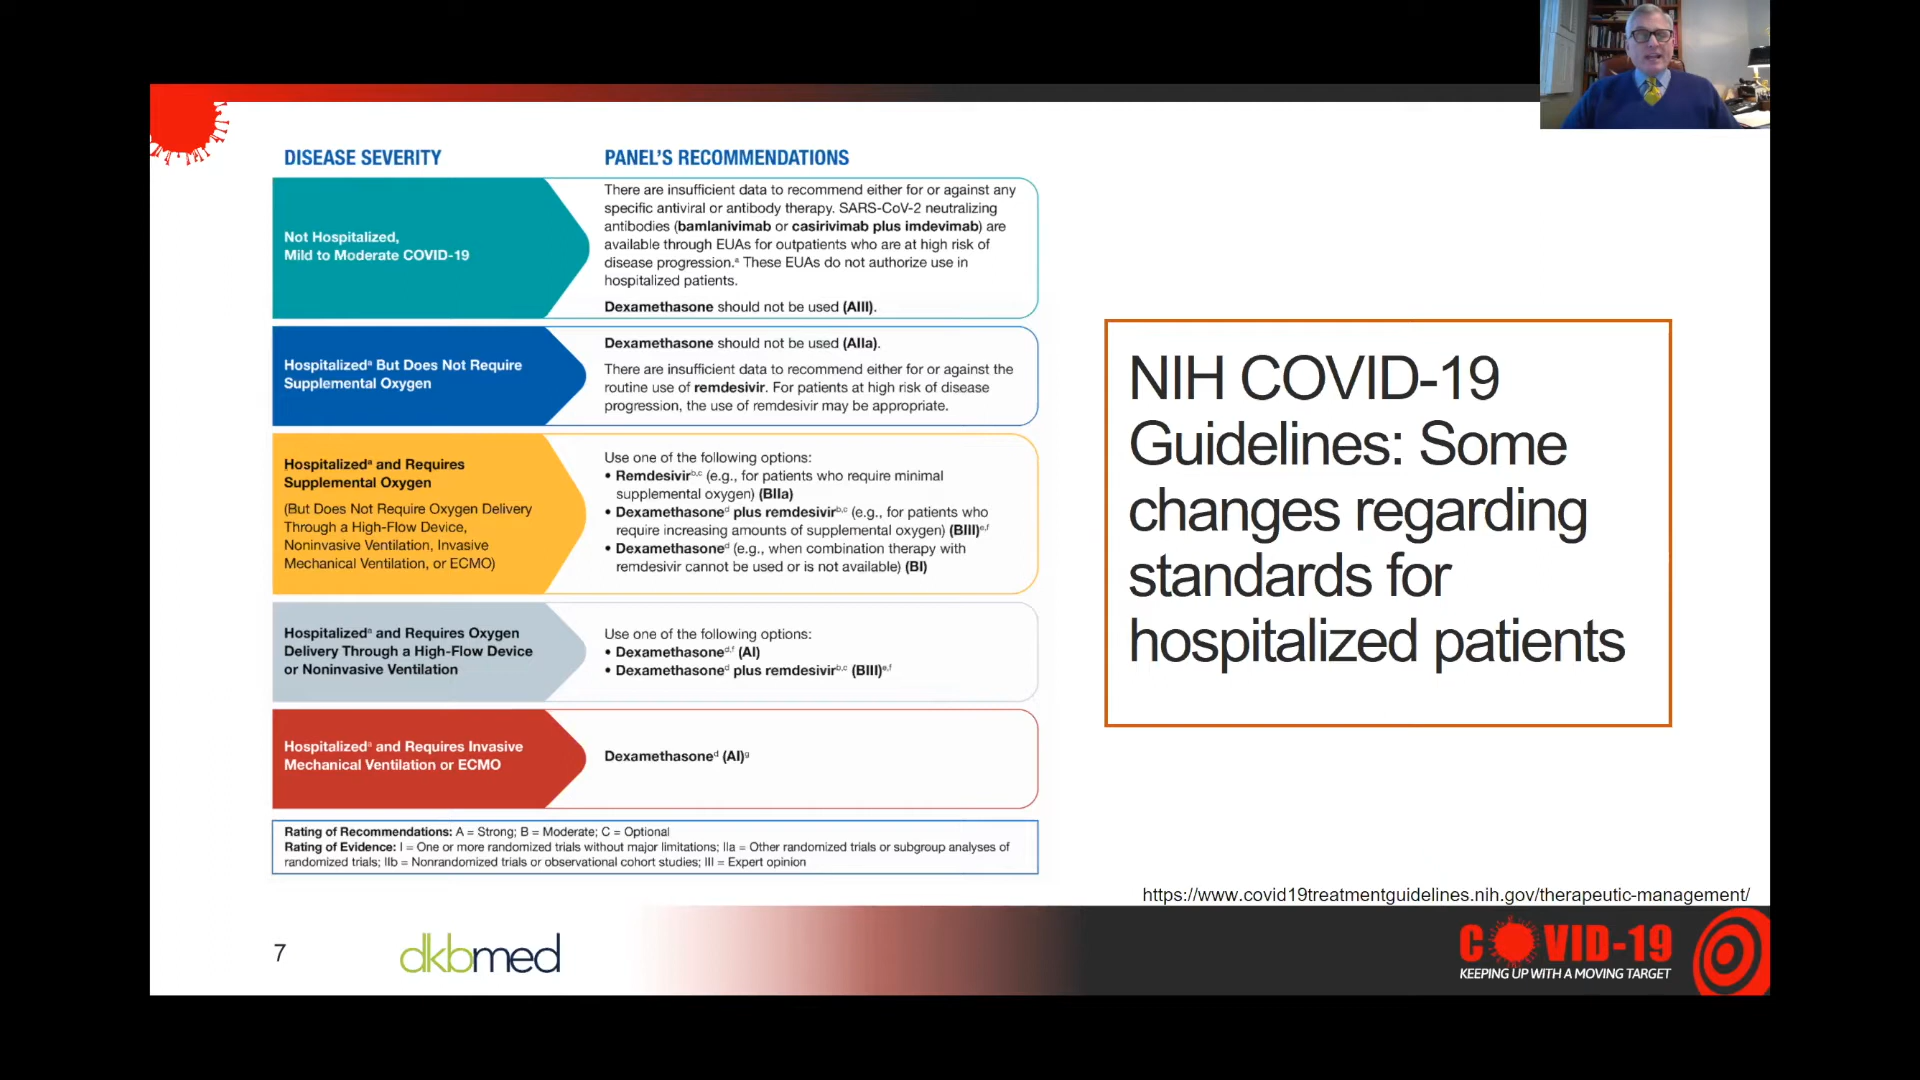 DISEASE SEVERITY
PANEL'S RECOMMENDATIONS
Not Hospitalized,
Mild to Moderate COVID-19
There are insufficient data to recommend either for or against any
specific antiviral or antibody therapy. SARS-CoV-2 neutralizing
antibodies (bamlanivimab or casirivimab plus imdevimab) are
available through EUAs for outpatients who are at high risk of
disease progression.ᵃ These EUAs do not authorize use in
hospitalized patients.
Dexamethasone should not be used (AIII).
Hospitalizedᵃ But Does Not Require
Supplemental Oxygen
Dexamethasone should not be used (AIIa).
There are insufficient data to recommend either for or against the
routine use of remdesivir. For patients at high risk of disease
progression, the use of remdesivir may be appropriate.
Hospitalizedᵃ and Requires
Supplemental Oxygen
(But Does Not Require Oxygen Delivery
Through a High-Flow Device,
Noninvasive Ventilation, Invasive
Mechanical Ventilation, or ECMO)
Use one of the following options:
• Remdesivirᵇ,ᶜ (e.g., for patients who require minimal
supplemental oxygen) (BIIa)
• Dexamethasoneᵈ plus remdesivirᵇ,ᶜ (e.g., for patients who
require increasing amounts of supplemental oxygen) (BIII)ᵉ,ᶠ
• Dexamethasoneᵈ (e.g., when combination therapy with
remdesivir cannot be used or is not available) (BI)
Hospitalizedᵃ and Requires Oxygen
Delivery Through a High-Flow Device
or Noninvasive Ventilation
Use one of the following options:
• Dexamethasoneᵈ,ᶠ (AI)
• Dexamethasoneᵈ plus remdesivirᵇ,ᶜ (BIII)ᵉ,ᶠ
Hospitalizedᵃ and Requires Invasive
Mechanical Ventilation or ECMO
Dexamethasoneᵈ (AI)ᵍ
Rating of Recommendations: A = Strong; B = Moderate; C = Optional
Rating of Evidence: I = One or more randomized trials without major limitations; IIa = Other randomized trials or subgroup analyses of
randomized trials; IIb = Nonrandomized trials or observational cohort studies; III = Expert opinion
NIH COVID-19
Guidelines: Some
changes regarding
standards for
hospitalized patients
https://www.covid19treatmentguidelines.nih.gov/therapeutic-management/
7
dkbmed
COVID-19
KEEPING UP WITH A MOVING TARGET